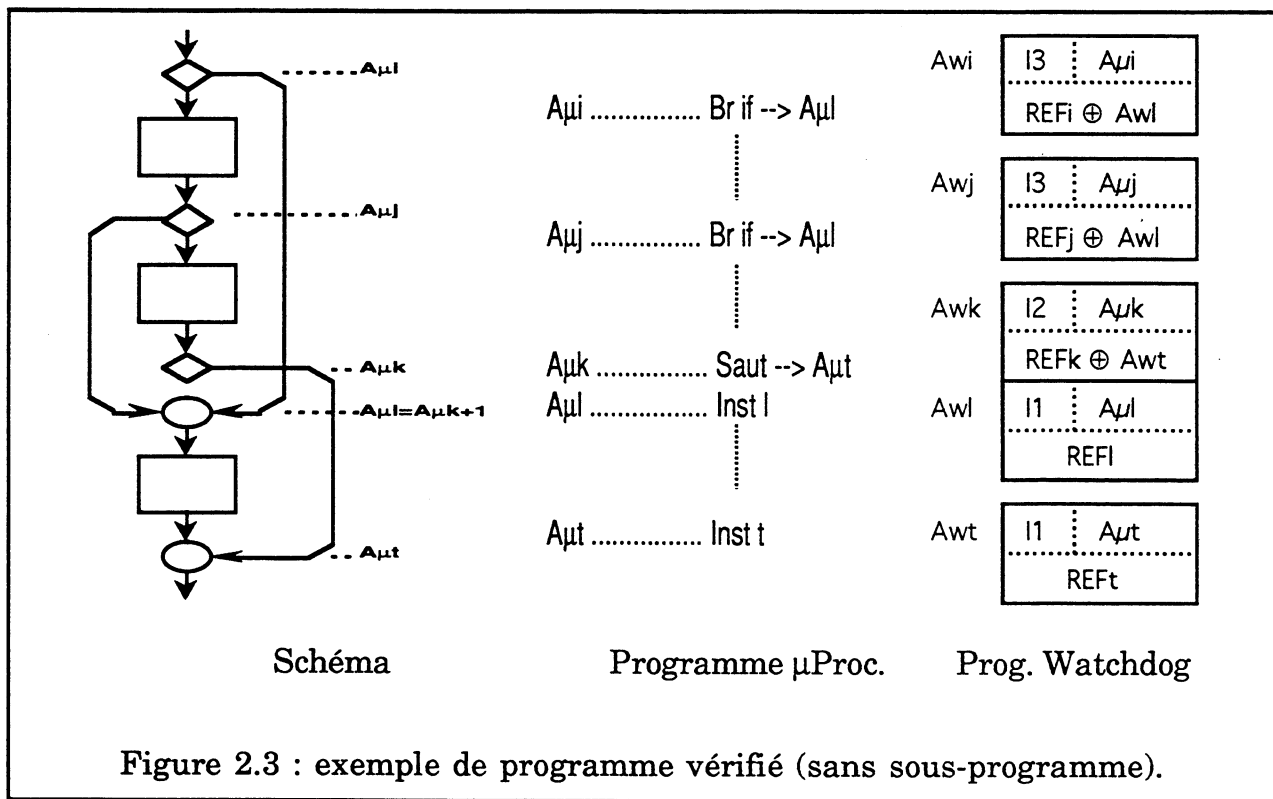 AµI
Aµj
Aµk
AµI=Aµk+1
Aµt
Schéma
Aµi ................. Br if --> Aµl
Aµj ................. Br if --> Aµl
Aµk ................. Saut --> Aµt
Aµl ................. Inst l
Aµt ................. Inst t
Programme µProc.
Awi I3 Aµi
REFi ⊕ Awl
Awj I3 Aµj
REFj ⊕ Awl
Awk I2 Aµk
REFk ⊕ Awt
Awl I1 Aµl
REFl
Awt I1 Aµt
REFt
Prog. Watchdog
Figure 2.3 : exemple de programme vérifié (sans sous-programme).